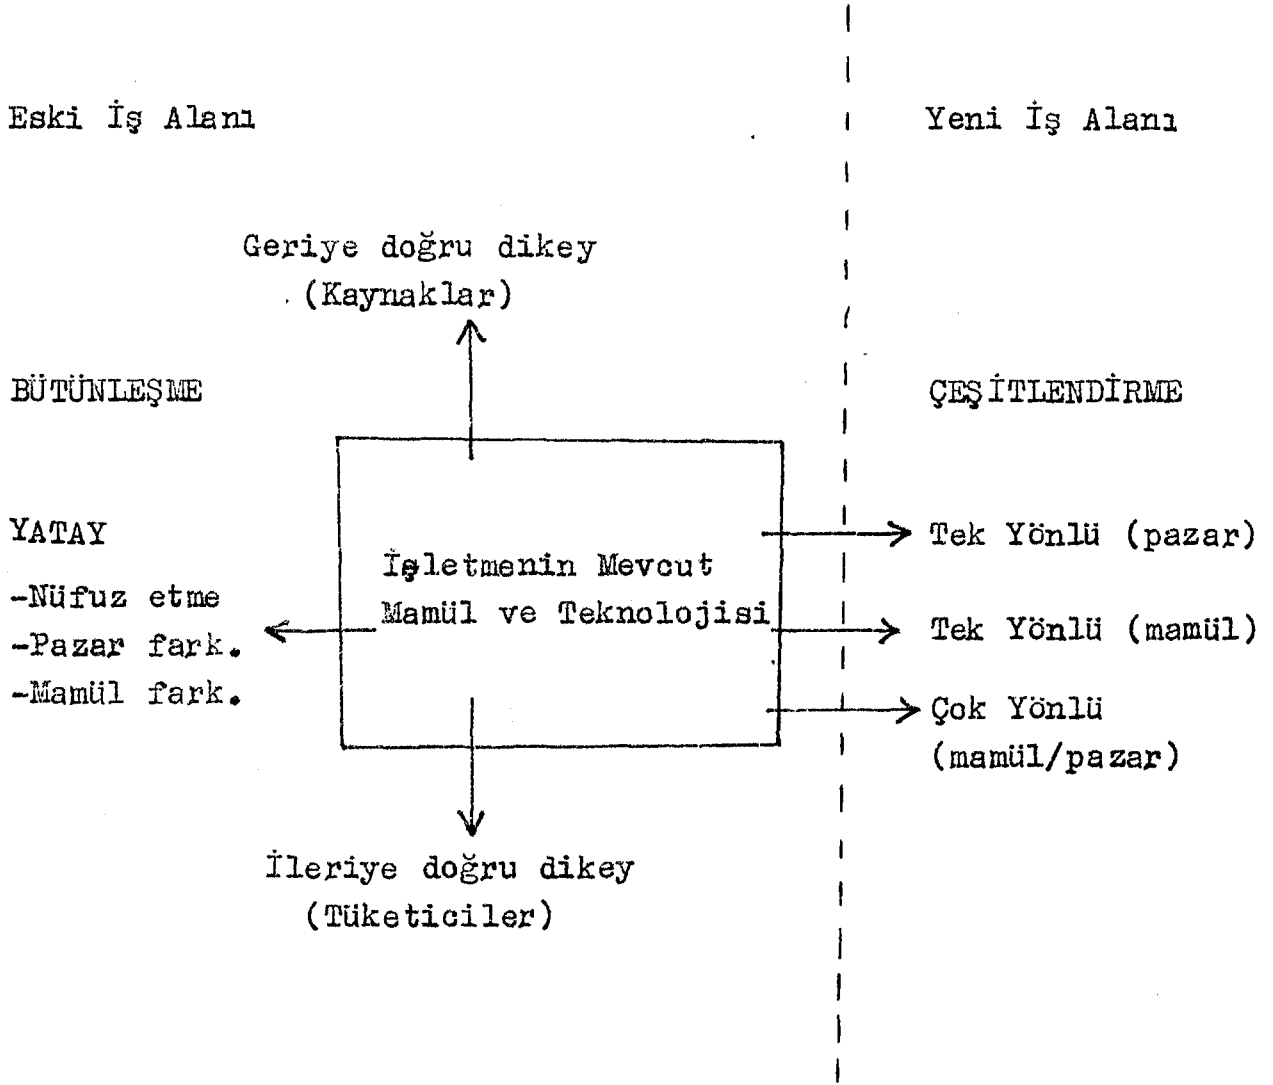 Eski İş Alanı
Yeni İş Alanı
Geriye doğru dikey
(Kaynaklar)
BÜTÜNLEŞME
ÇEŞİTLENDİRME
YATAY
-Nüfuz etme
-Pazar fark.
-Mamül fark.
İşletmenin Mevcut
Mamül ve Teknolojisi
Tek Yönlü (pazar)
Tek Yönlü (mamül)
Çok Yönlü
(mamül/pazar)
İleriye doğru dikey
(Tüketiciler)